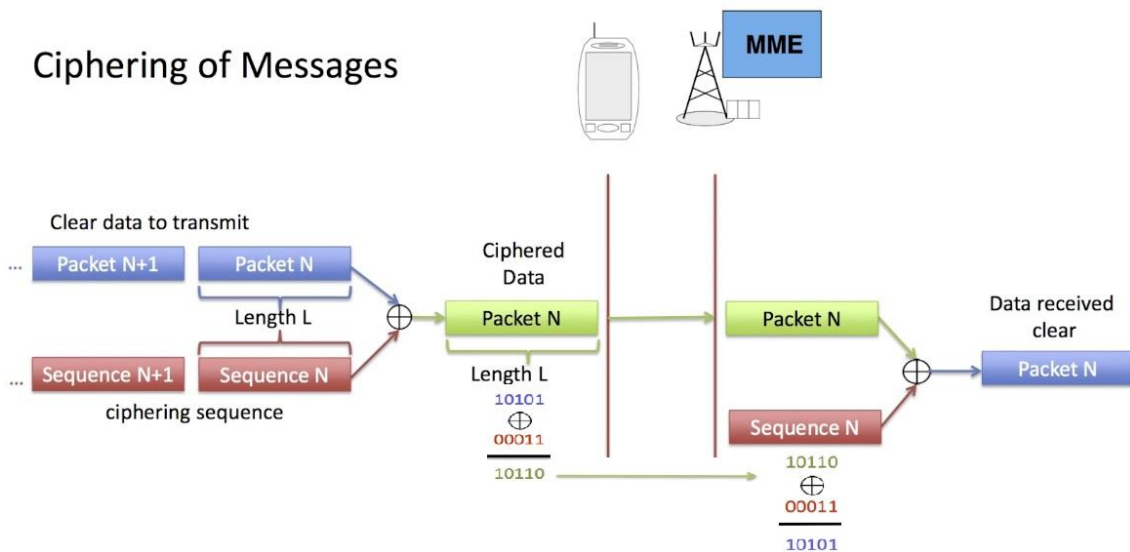 Ciphering of Messages
MME
Clear data to transmit
... Packet N+1 Packet N
Length L
... Sequence N+1 Sequence N
ciphering sequence
Ciphered
Data
Packet N
Length L
10101
⊕
00011
10110
Packet N
Sequence N
10110
⊕
00011
10101
Data received
clear
Packet N